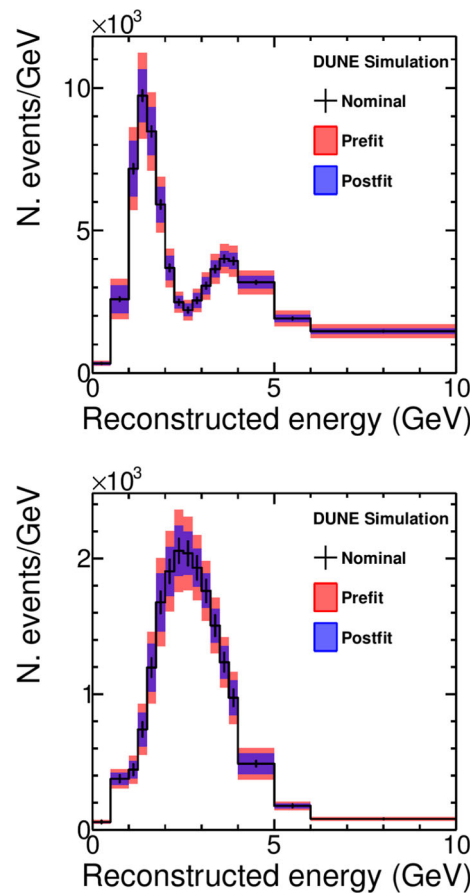 ×10³
DUNE Simulation
Nominal
Prefit
Postfit
N. events/GeV
10
5
0
0
5
10
Reconstructed energy (GeV)
×10³
DUNE Simulation
Nominal
Prefit
Postfit
N. events/GeV
2
1
0
0
5
10
Reconstructed energy (GeV)